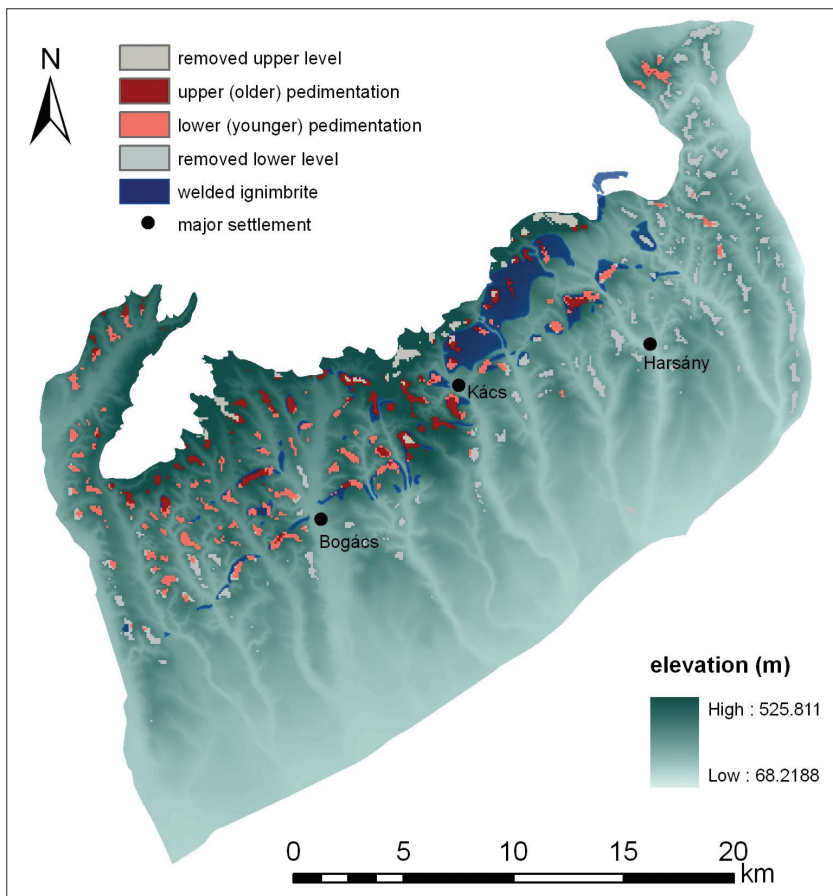 N
removed upper level
upper (older) pedimentation
lower (younger) pedimentation
removed lower level
welded ignimbrite
major settlement
Harsány
Kács
Bogács
elevation (m)
High : 525.811
Low : 68.2188
0 5 10 15 20
km